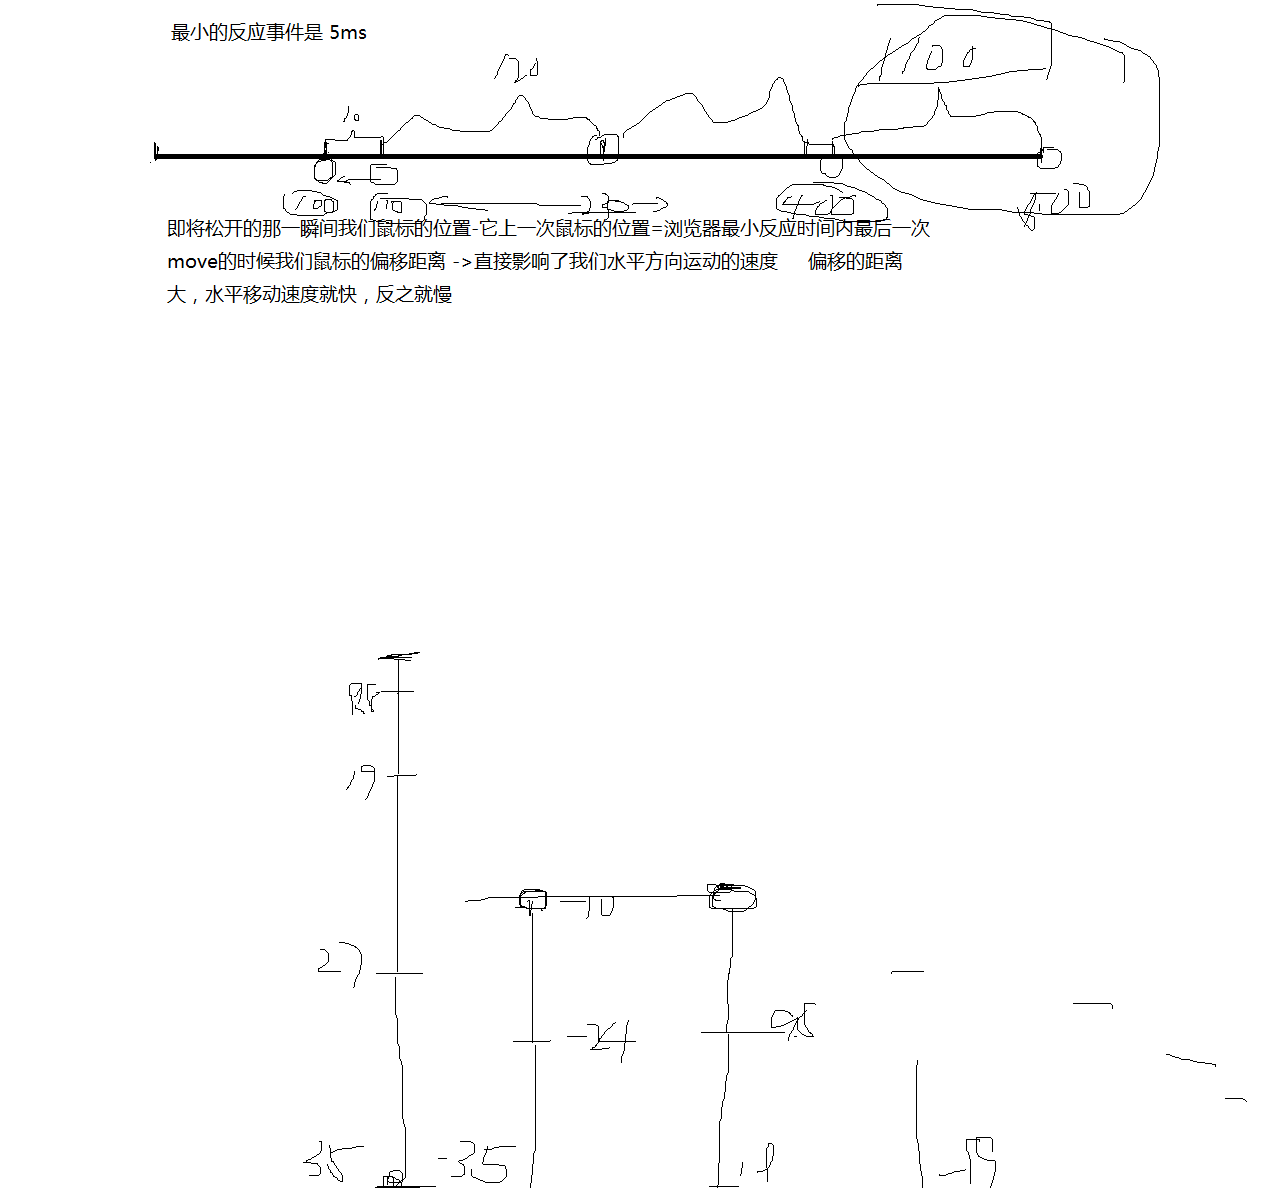 最小的反应事件是 5ms
120
10
1100
100
110
即将松开的那一瞬间我们鼠标的位置-它上一次鼠标的位置=浏览器最小反应时间内最后一次
move的时候我们鼠标的偏移距离 ->直接影响了我们水平方向运动的速度 偏移的距离
大，水平移动速度就快，反之就慢
19
-10
27
-24
35
-35